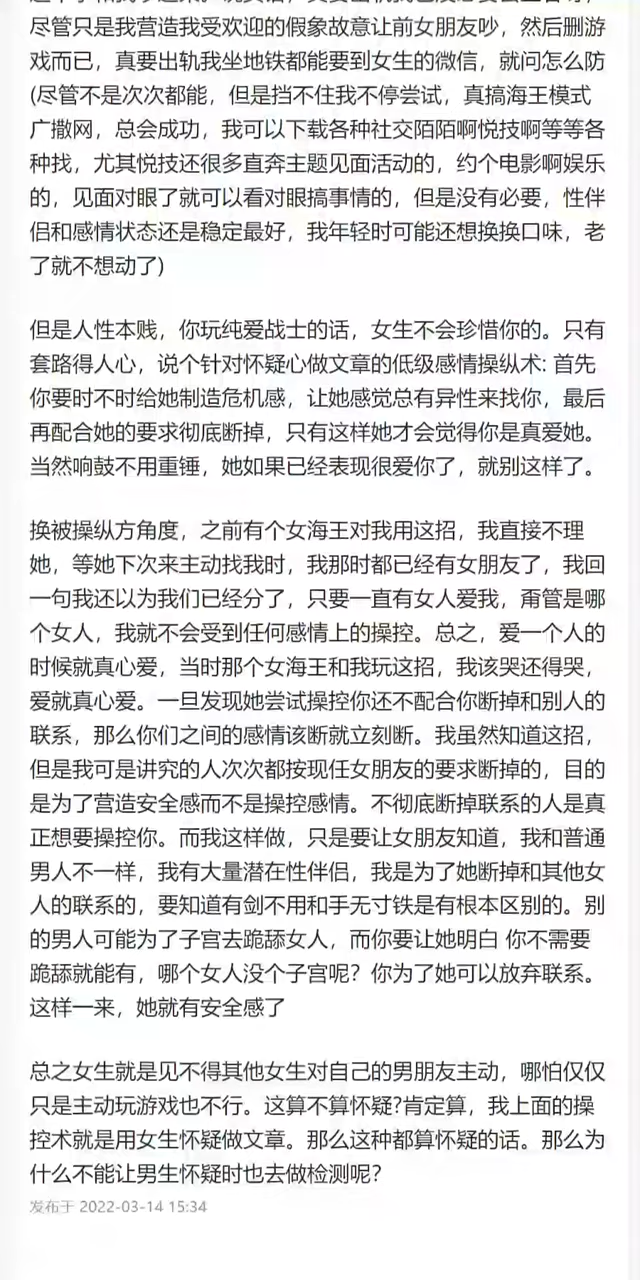 尽管只是我营造我受欢迎的假象故意让前女朋友吵，然后删游
戏而已，真要出轨我坐地铁都能要到女生的微信，就问怎么防
(尽管不是次次都能，但是挡不住我不停尝试，真搞海王模式
广撒网，总会成功，我可以下载各种社交陌陌啊悦技啊等等各
种找，尤其悦技还很多直奔主题见面活动的，约个电影啊娱乐
的，见面对眼了就可以看对眼搞事情的，但是没有必要，性伴
侣和感情状态还是稳定最好，我年轻时可能还想换换口味，老
了就不想动了)
但是人性本贱，你玩纯爱战士的话，女生不会珍惜你的。只有
套路得人心，说个针对怀疑心做文章的低级感情操纵术: 首先
你要时不时给她制造危机感，让她感觉总有异性来找你，最后
再配合她的要求彻底断掉，只有这样她才会觉得你是真爱她。
当然响鼓不用重锤，她如果已经表现很爱你了，就别这样了。
换被操纵方角度，之前有个女海王对我用这招，我直接不理
她，等她下次来主动找我时，我那时都已经有女朋友了，我回
一句我还以为我们已经分了，只要一直有女人爱我，甭管是哪
个女人，我就不会受到任何感情上的操控。总之，爱一个人的
时候就真心爱，当时那个女海王和我玩这招，我该哭还得哭，
爱就真心爱。一旦发现她尝试操控你还不配合你断掉和别人的
联系，那么你们之间的感情该断就立刻断。我虽然知道这招，
但是我可是讲究的人次次都按现任女朋友的要求断掉的，目的
是为了营造安全感而不是操控感情。不彻底断掉联系的人是真
正想要操控你。而我这样做，只是要让女朋友知道，我和普通
男人不一样，我有大量潜在性伴侣，我是为了她断掉和其他女
人的联系的，要知道有剑不用和手无寸铁是有根本区别的。别
的男人可能为了子宫去跪舔女人，而你要让她明白 你不需要
跪舔就能有，哪个女人没个子宫呢？你为了她可以放弃联系。
这样一来，她就有安全感了
总之女生就是见不得其他女生对自己的男朋友主动，哪怕仅仅
只是主动玩游戏也不行。这算不算怀疑?肯定算，我上面的操
控术就是用女生怀疑做文章。那么这种都算怀疑的话。那么为
什么不能让男生怀疑时也去做检测呢?
发布于 2022-03-14 15:34